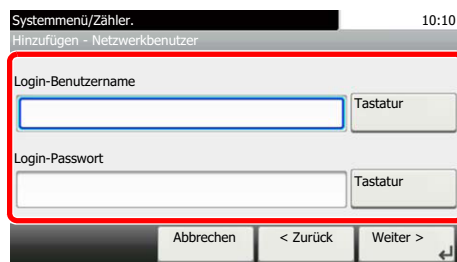 Systemmenü/Zähler. 10:10
Hinzufügen - Netzwerkbenutzer
Login-Benutzername
Tastatur
Login-Passwort
Tastatur
Abbrechen < Zurück Weiter >